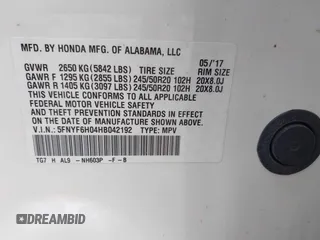 MFD. BY HONDA MFG. OF ALABAMA, LLC 05/'17
GVWR 2650 KG(5842 LBS) TIRE SIZE RIM SIZE
GAWR F 1295 KG(2855 LBS) 245/50R20 102H 20X8.0J
GAWR R 1405 KG(3097 LBS) 245/50R20 102H 20X8.0J
THIS VEHICLE CONFORMS TO ALL APPLICABLE
FEDERAL MOTOR VEHICLE SAFETY
AND THEFT PREVENTION STANDARDS IN EFFECT
ON THE DATE OF MANUFACTURE SHOWN ABOVE.
V.I.N.: 5FNYF6H04HB042192 TYPE: MPV
TG7 H AL9 -NH603P -F-B
DREAMBID
dreambid.com